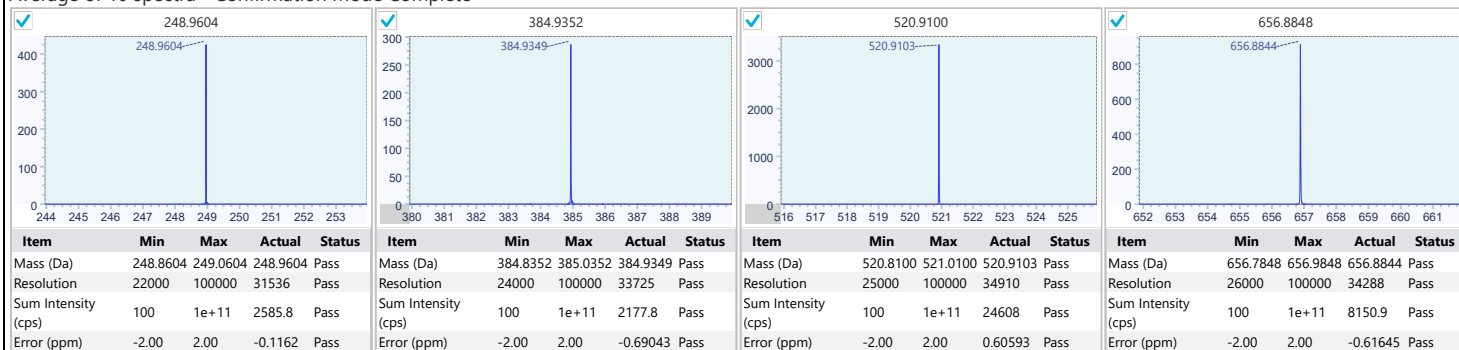 Average of 10 spectra - Confirmation Mode Complete
248.9604 384.9352 520.9100 656.8848
248.9604 384.9349 520.9103 656.8844
400
300
200
100
0
244 245 246 247 248 249 250 251 252 253
300
250
200
150
100
50
0
380 381 382 383 384 385 386 387 388 389
3000
2000
1000
0
516 517 518 519 520 521 522 523 524 525
800
600
400
200
0
652 653 654 655 656 657 658 659 660 661
Item Min Max Actual Status
Mass (Da) 248.8604 249.0604 248.9604 Pass
Resolution 22000 100000 31536 Pass
Sum Intensity
(cps) 100 1e+11 2585.8 Pass
Error (ppm) -2.00 2.00 -0.1162 Pass
Item Min Max Actual Status
Mass (Da) 384.8352 385.0352 384.9349 Pass
Resolution 24000 100000 33725 Pass
Sum Intensity
(cps) 100 1e+11 2177.8 Pass
Error (ppm) -2.00 2.00 -0.69043 Pass
Item Min Max Actual Status
Mass (Da) 520.8100 521.0100 520.9103 Pass
Resolution 25000 100000 34910 Pass
Sum Intensity
(cps) 100 1e+11 24608 Pass
Error (ppm) -2.00 2.00 0.60593 Pass
Item Min Max Actual Status
Mass (Da) 656.7848 656.9848 656.8844 Pass
Resolution 26000 100000 34288 Pass
Sum Intensity
(cps) 100 1e+11 8150.9 Pass
Error (ppm) -2.00 2.00 -0.61645 Pass